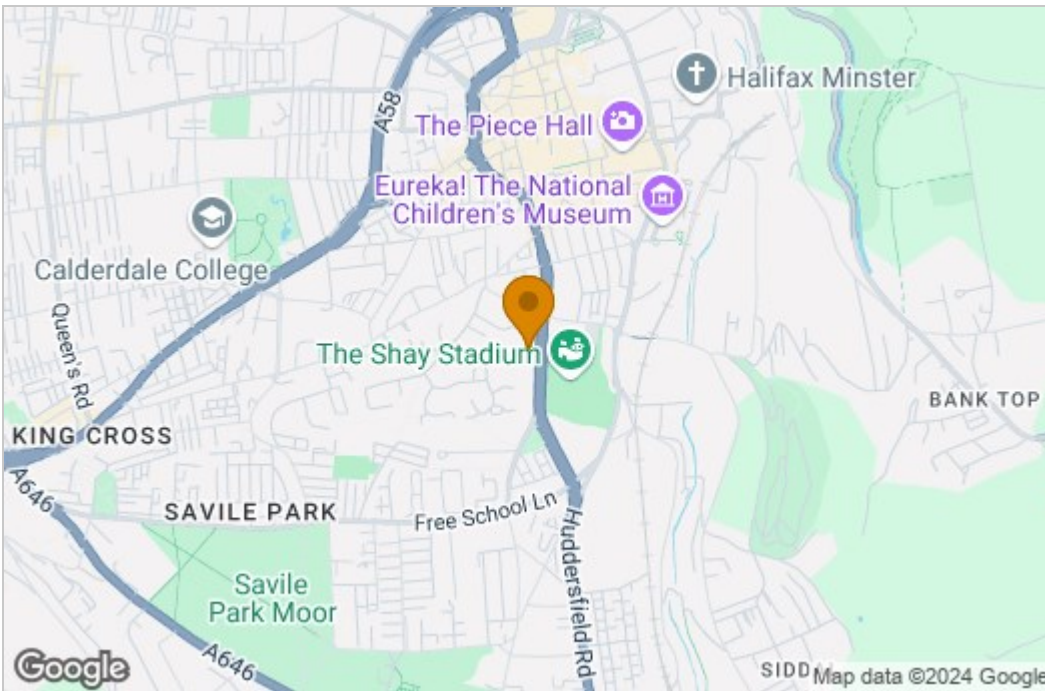 A58
Halifax Minster
The Piece Hall
Eureka! The National
Children's Museum
Calderdale College
Queen's Rd
The Shay Stadium
BANK TOP
KING CROSS
A646
SAVILE PARK
Free School Ln
Huddersfield Rd
Savile
Park Moor
A646
SIDD
Google
Map data ©2024 Google